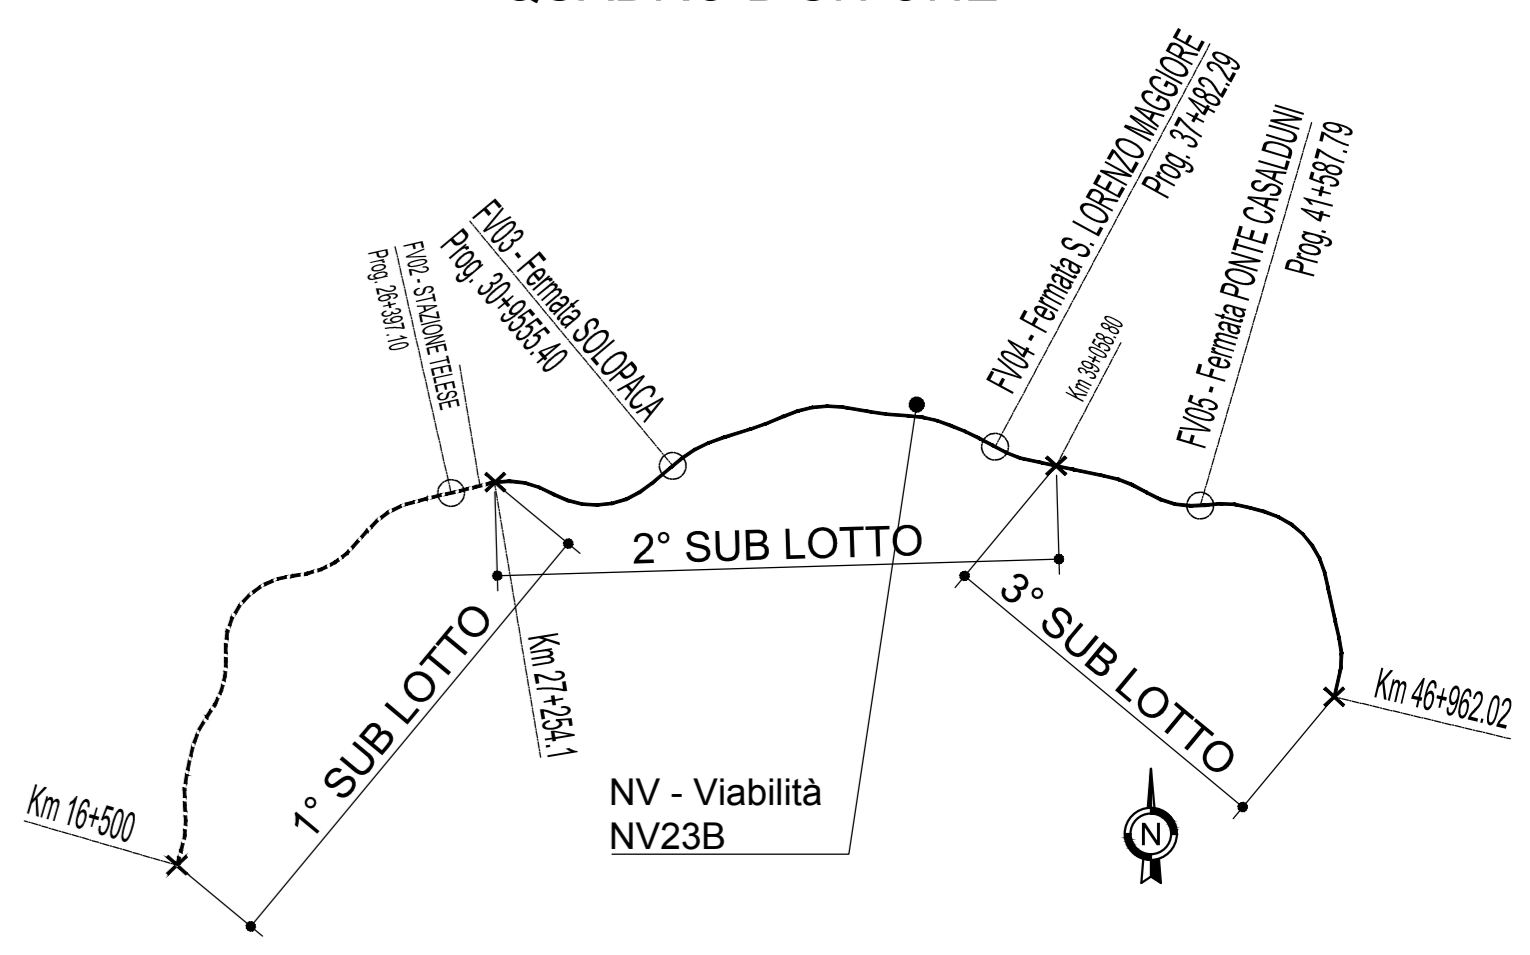 FV02 - STAZIONE TELESE
Prog. 26+397.10
FV03 - Fermata SOLOPACA
Prog. 30+9555.40
FV04 - Fermata S. LORENZO MAGGIORE
Prog. 37+482.29
Km 39+058.80
FV05 - Fermata PONTE CASALDUNI
Prog. 41+587.79
2° SUB LOTTO
1° SUB LOTTO
3° SUB LOTTO
Km 27+254.1
Km 46+962.02
Km 16+500
NV - Viabilità
NV23B
N